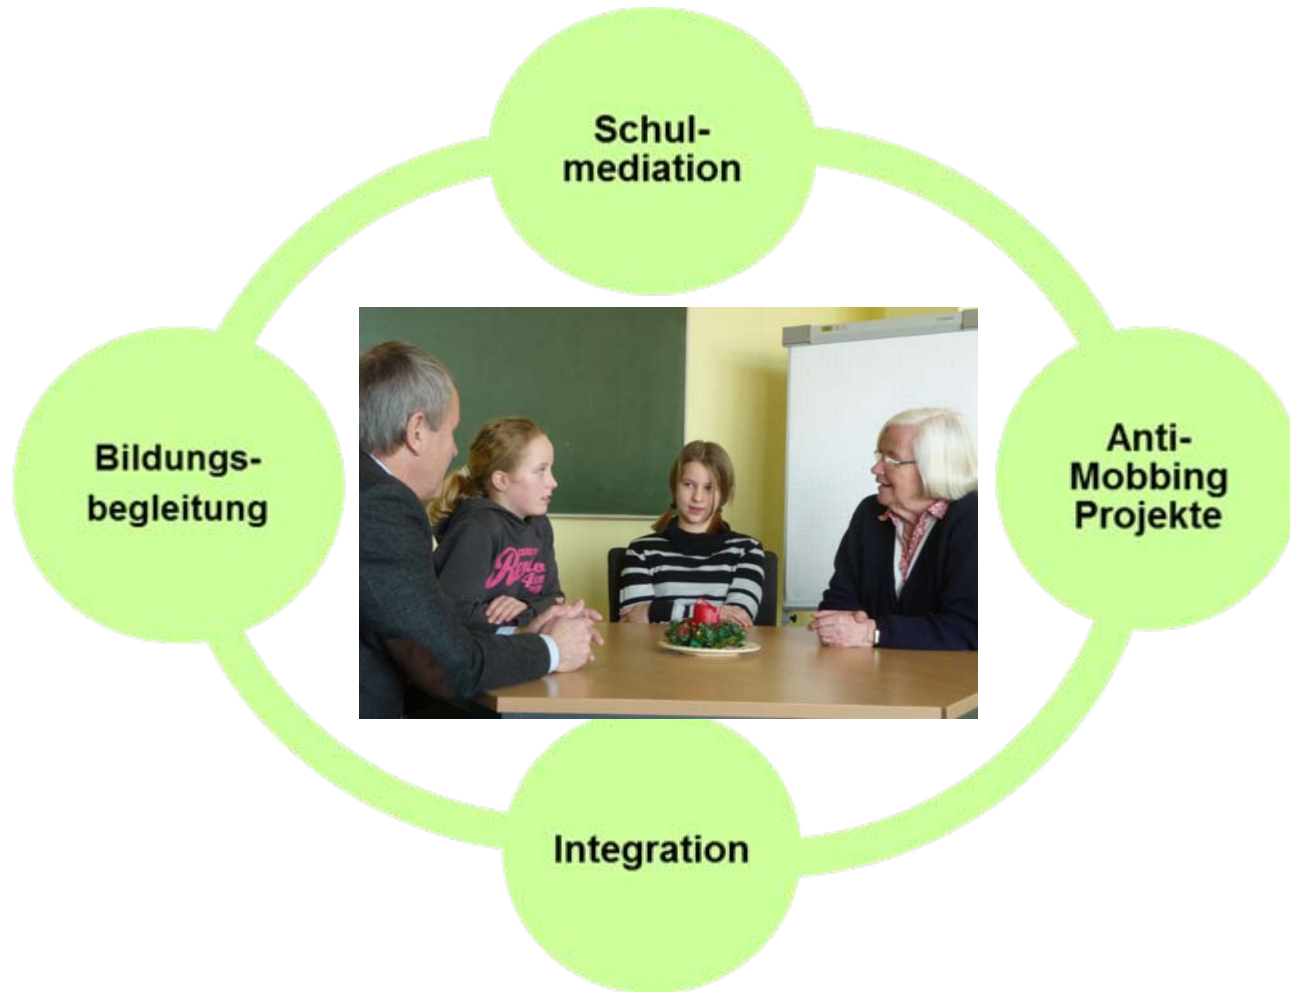 Schul-
mediation
Bildungs-
begleitung
Anti-
Mobbing
Projekte
Integration